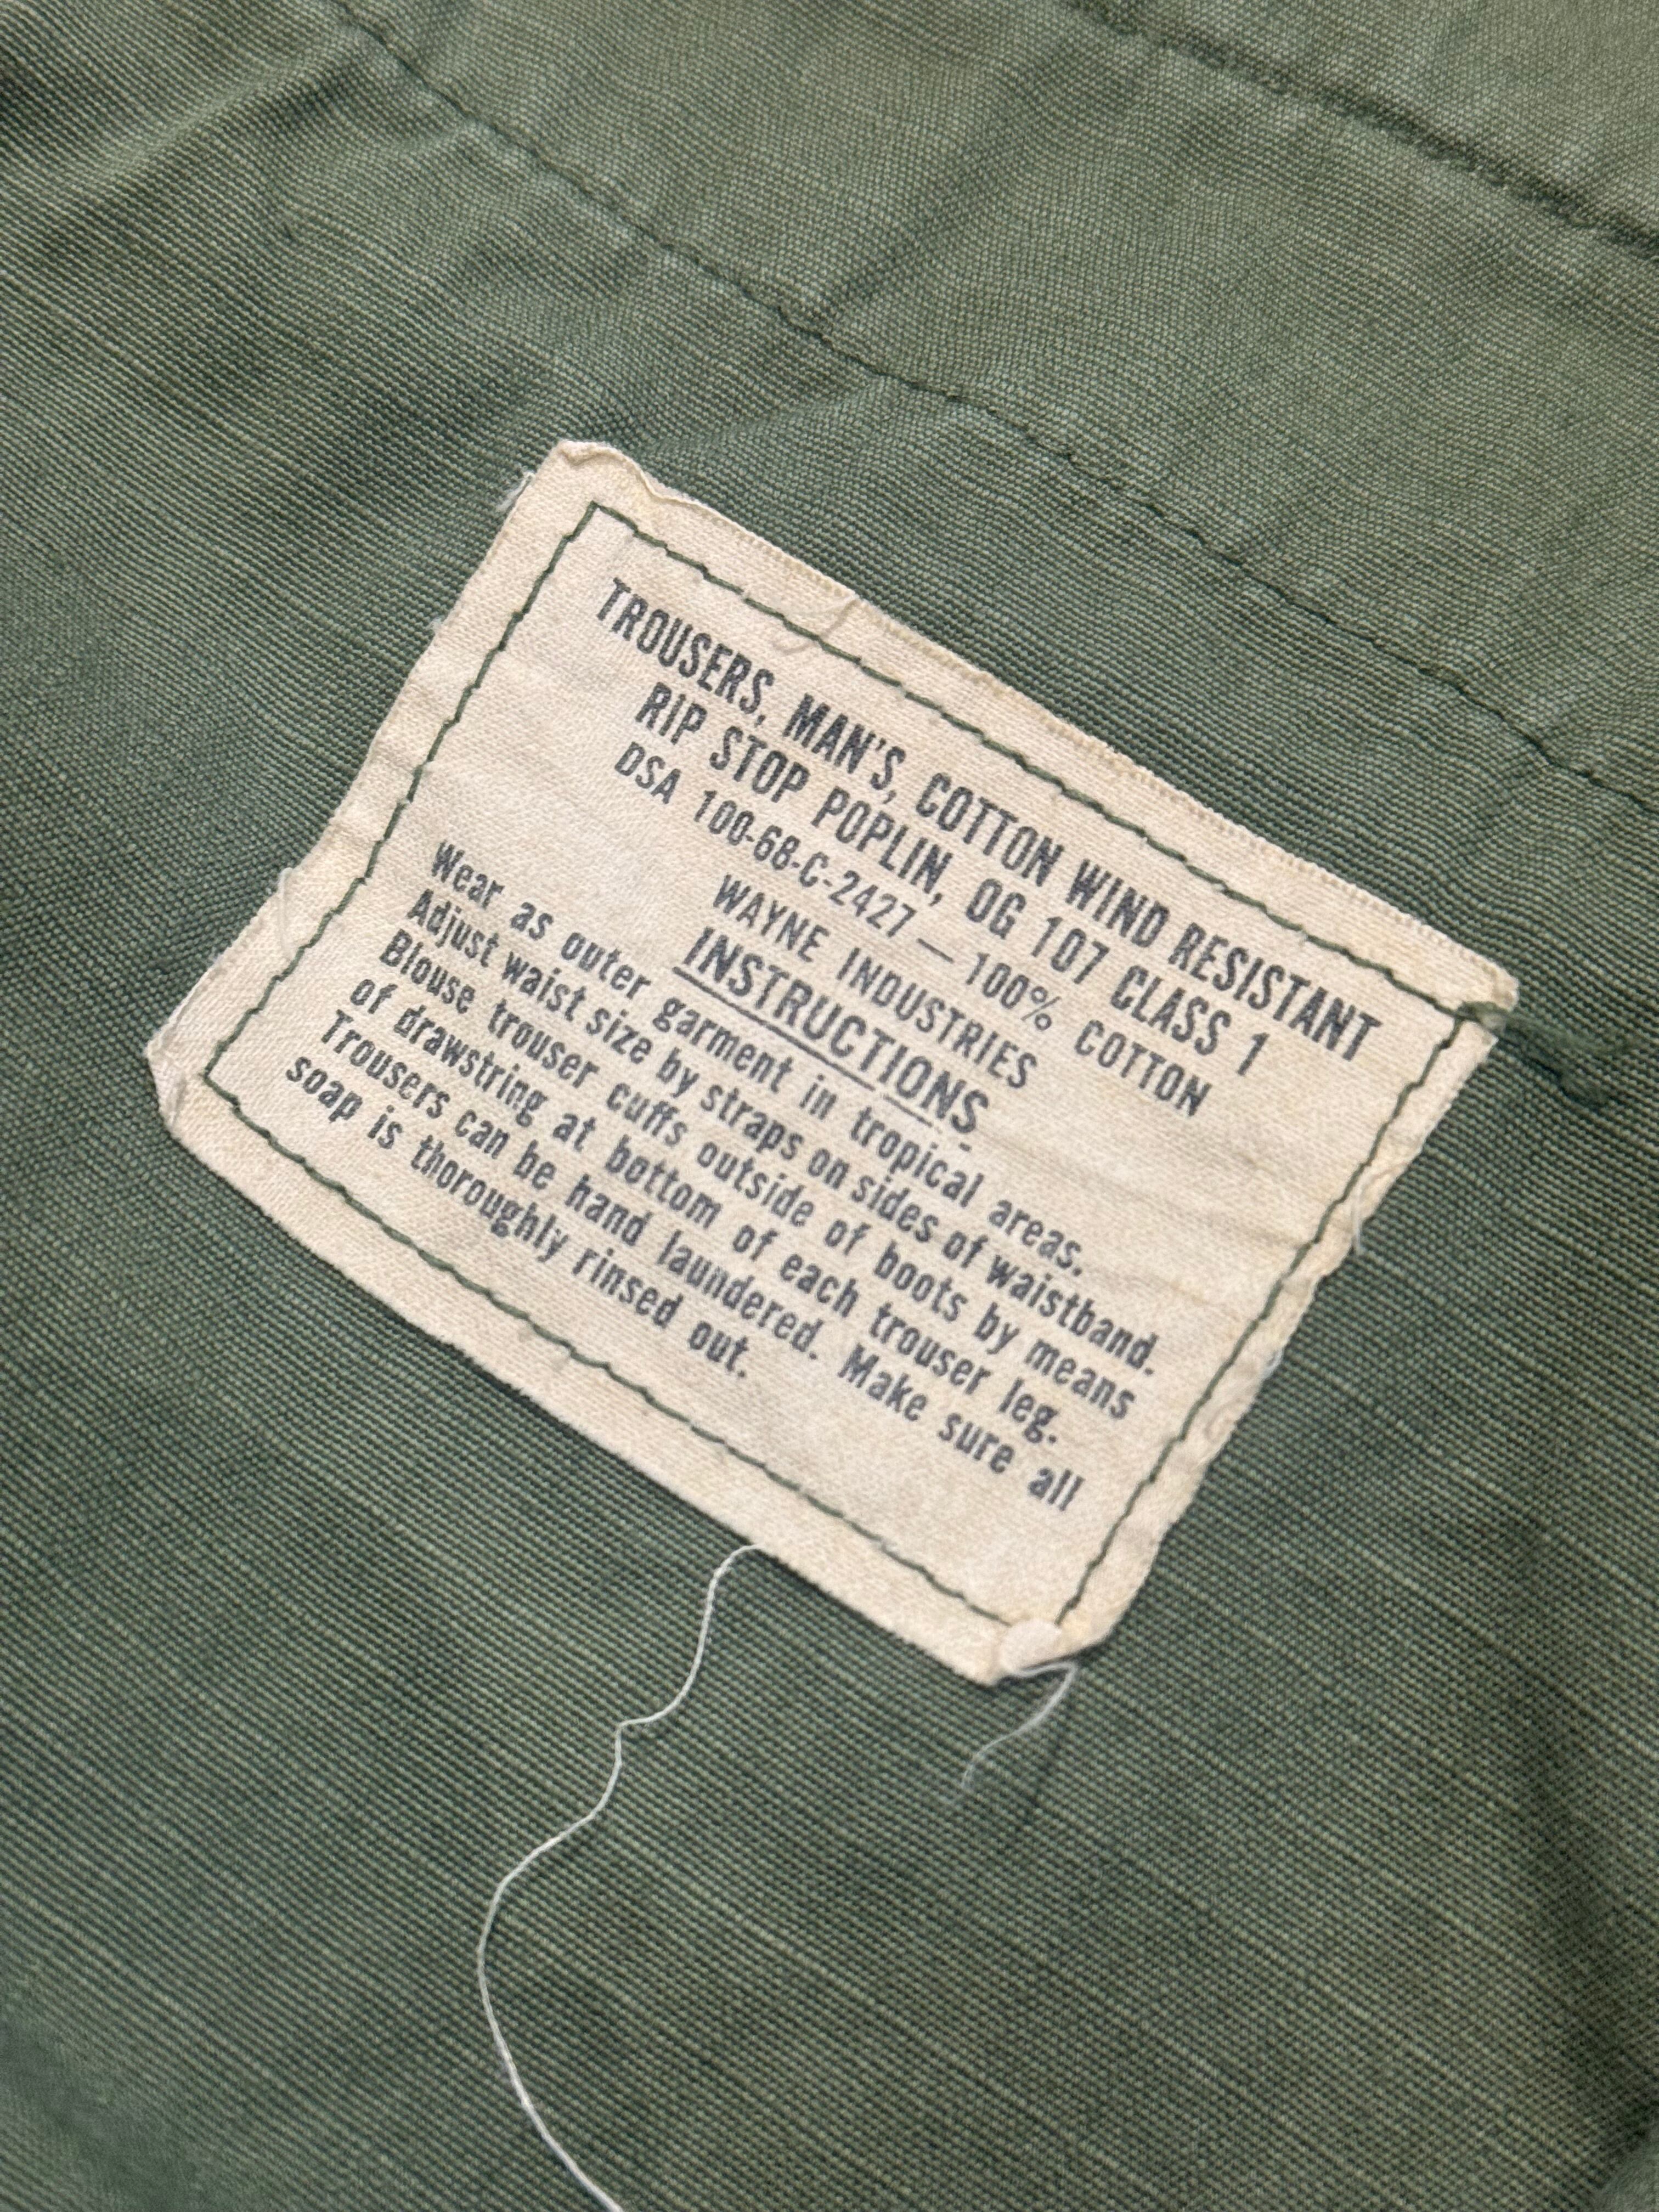 TROUSERS, MAN'S, COTTON WIND RESISTANT
RIP STOP POPLIN, OG 107 CLASS 1
DSA 100-68-C-2427 — 100% COTTON
WAYNE INDUSTRIES
INSTRUCTIONS
Wear as outer garment in tropical areas.
Adjust waist size by straps on sides of waistband.
Blouse trouser cuffs outside of boots by means
of drawstring at bottom of each trouser leg.
Trousers can be hand laundered. Make sure all
soap is thoroughly rinsed out.